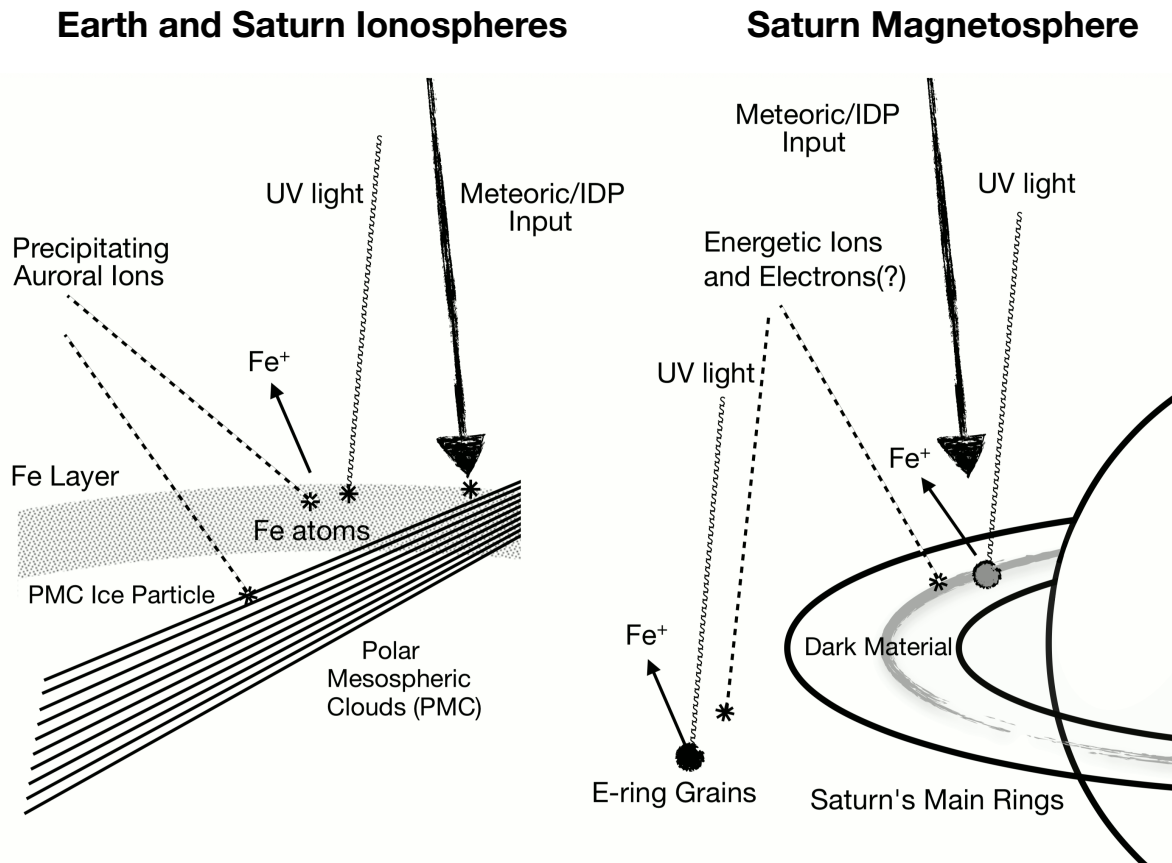 Earth and Saturn Ionospheres
UV light
Meteoric/IDP
Input
Precipitating
Auroral Ions
Fe⁺
Fe Layer
Fe atoms
PMC Ice Particle
Polar
Mesospheric
Clouds (PMC)
Saturn Magnetosphere
Meteoric/IDP
Input
UV light
Energetic Ions
and Electrons(?)
UV light
Fe⁺
Fe⁺
Dark Material
E-ring Grains
Saturn's Main Rings